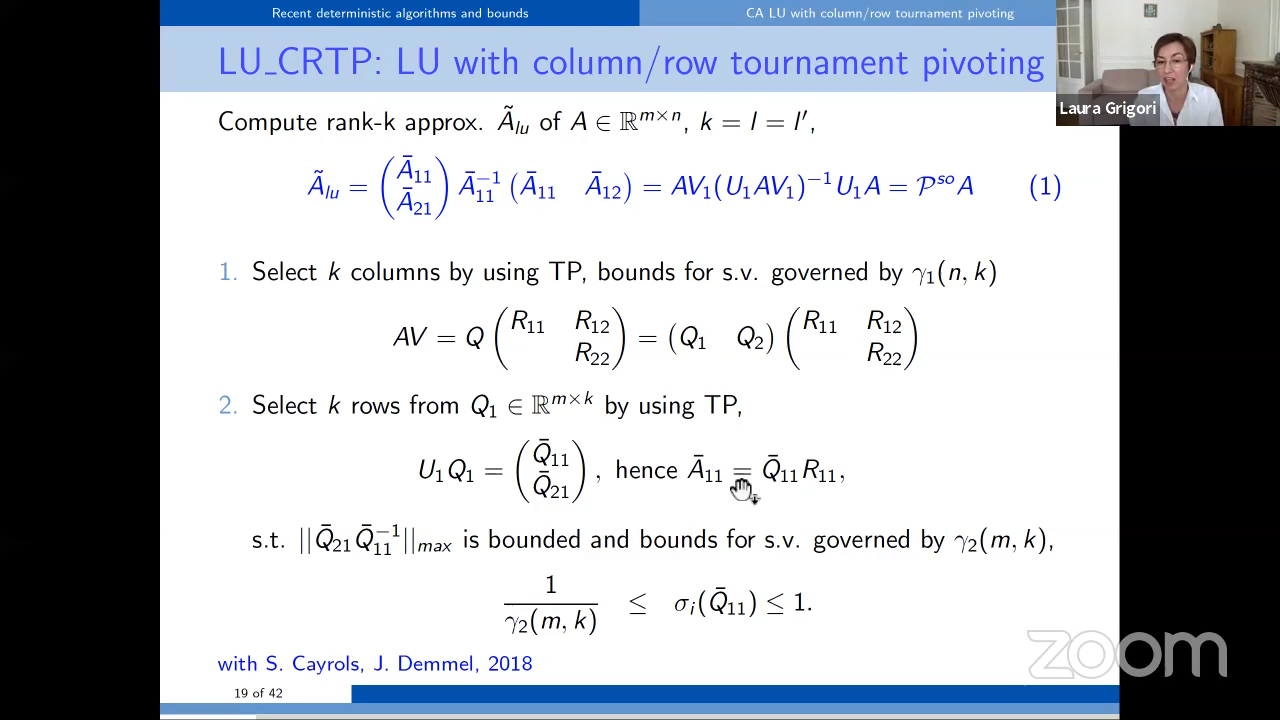 Recent deterministic algorithms and bounds
CA LU with column/row tournament pivoting
LU_CRTP: LU with column/row tournament pivoting
Laura Grigori
Compute rank-k approx. Ã_lu of A ∈ ℝ^{m×n}, k = l = l′,
Ã_lu = (Ā₁₁ ; Ā₂₁) Ā₁₁⁻¹ (Ā₁₁ Ā₁₂) = AV₁(U₁AV₁)⁻¹U₁A = 𝒫^{so}A (1)
1. Select k columns by using TP, bounds for s.v. governed by γ₁(n, k)
AV = Q (R₁₁ R₁₂ ; R₂₂) = (Q₁ Q₂) (R₁₁ R₁₂ ; R₂₂)
2. Select k rows from Q₁ ∈ ℝ^{m×k} by using TP,
U₁Q₁ = (Q̄₁₁ ; Q̄₂₁), hence Ā₁₁ = Q̄₁₁R₁₁,
s.t. ||Q̄₂₁Q̄₁₁⁻¹||_max is bounded and bounds for s.v. governed by γ₂(m, k),
1/γ₂(m, k) ≤ σᵢ(Q̄₁₁) ≤ 1.
with S. Cayrols, J. Demmel, 2018
zoom
19 of 42